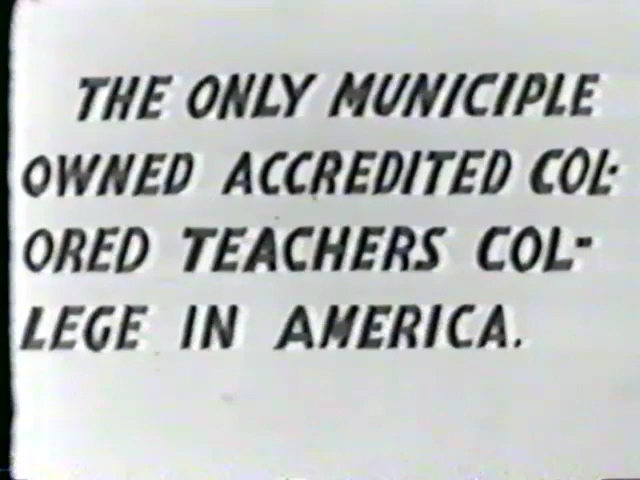 THE ONLY MUNICIPLE
OWNED ACCREDITED COL-
ORED TEACHERS COL-
LEGE IN AMERICA.